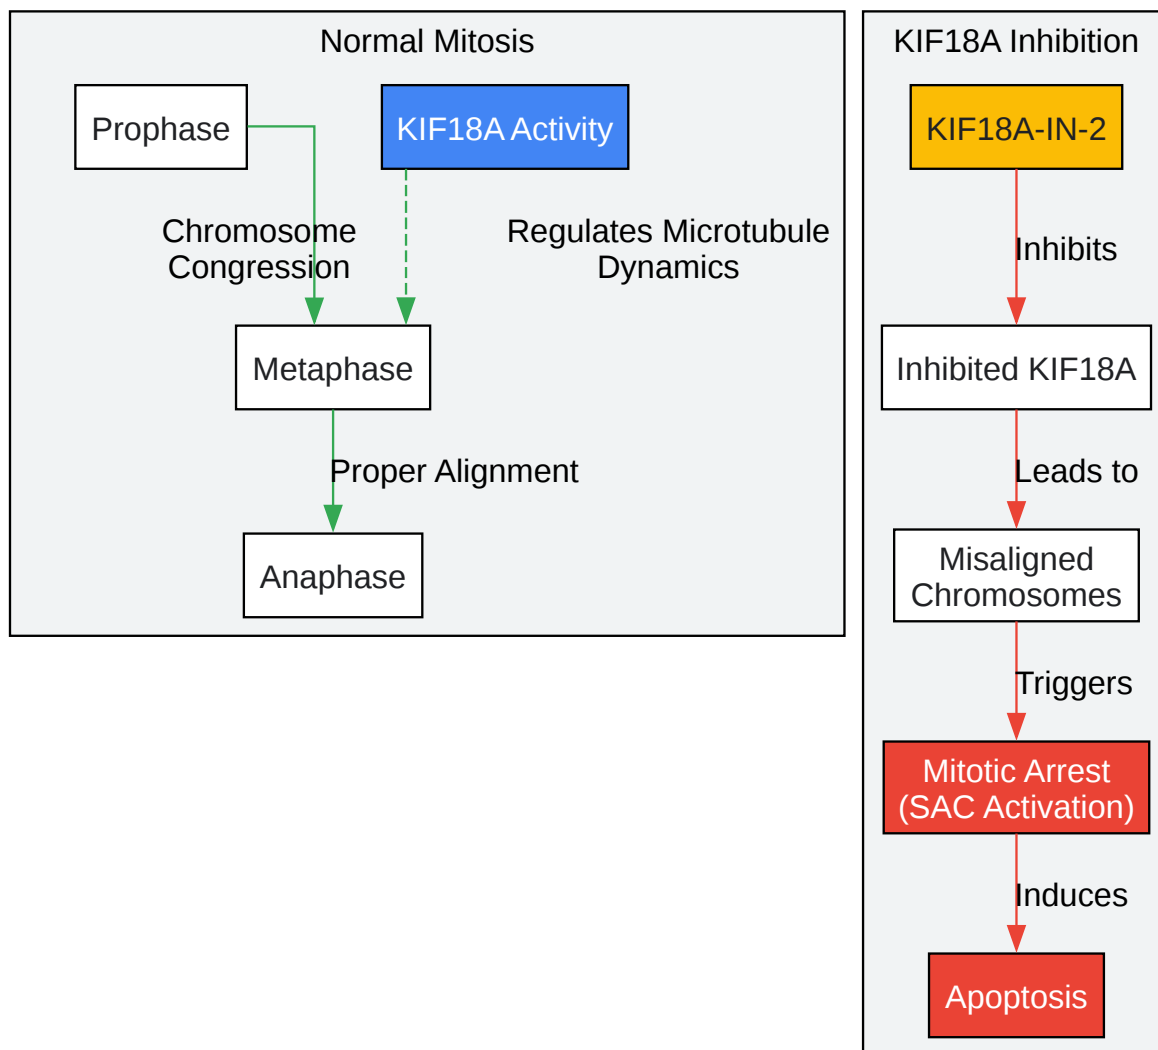 Normal Mitosis
Prophase
KIF18A Activity
Chromosome
Congression
Regulates Microtubule
Dynamics
Metaphase
Proper Alignment
Anaphase
KIF18A Inhibition
KIF18A-IN-2
Inhibits
Inhibited KIF18A
Leads to
Misaligned
Chromosomes
Triggers
Mitotic Arrest
(SAC Activation)
Induces
Apoptosis